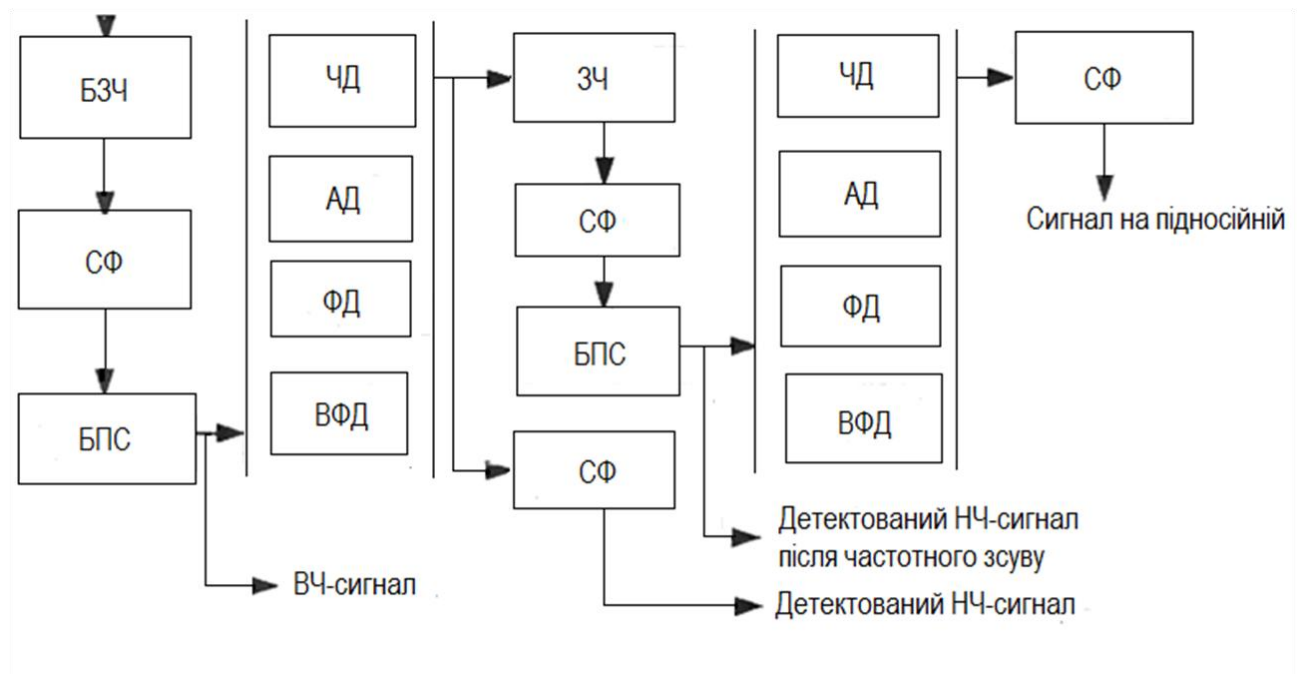 БЗЧ
СФ
БПС
ВЧ-сигнал
ЧД
АД
ФД
ВФД
ЗЧ
СФ
БПС
СФ
ЧД
АД
ФД
ВФД
СФ
Сигнал на підносійній
Детектований НЧ-сигнал
після частотного зсуву
Детектований НЧ-сигнал